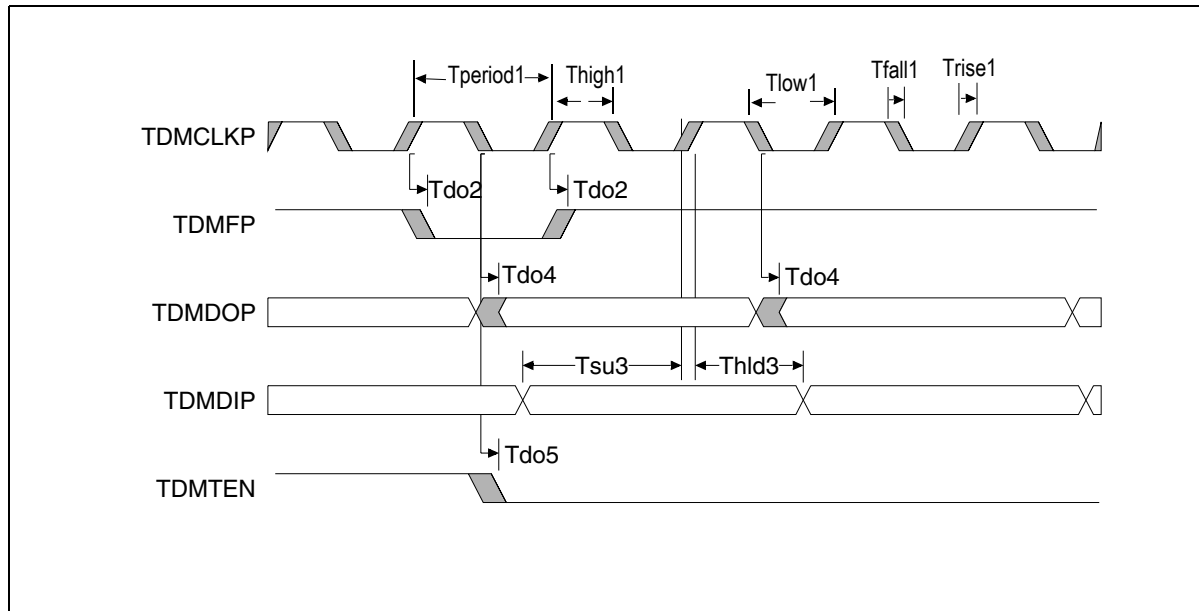 Tperiod1 Thigh1 Tlow1 Tfall1 Trise1
TDMCLKP
Tdo2 Tdo2
TDMFP
Tdo4 Tdo4
TDMDOP
Tsu3 Thld3
TDMDIP
Tdo5
TDMTEN